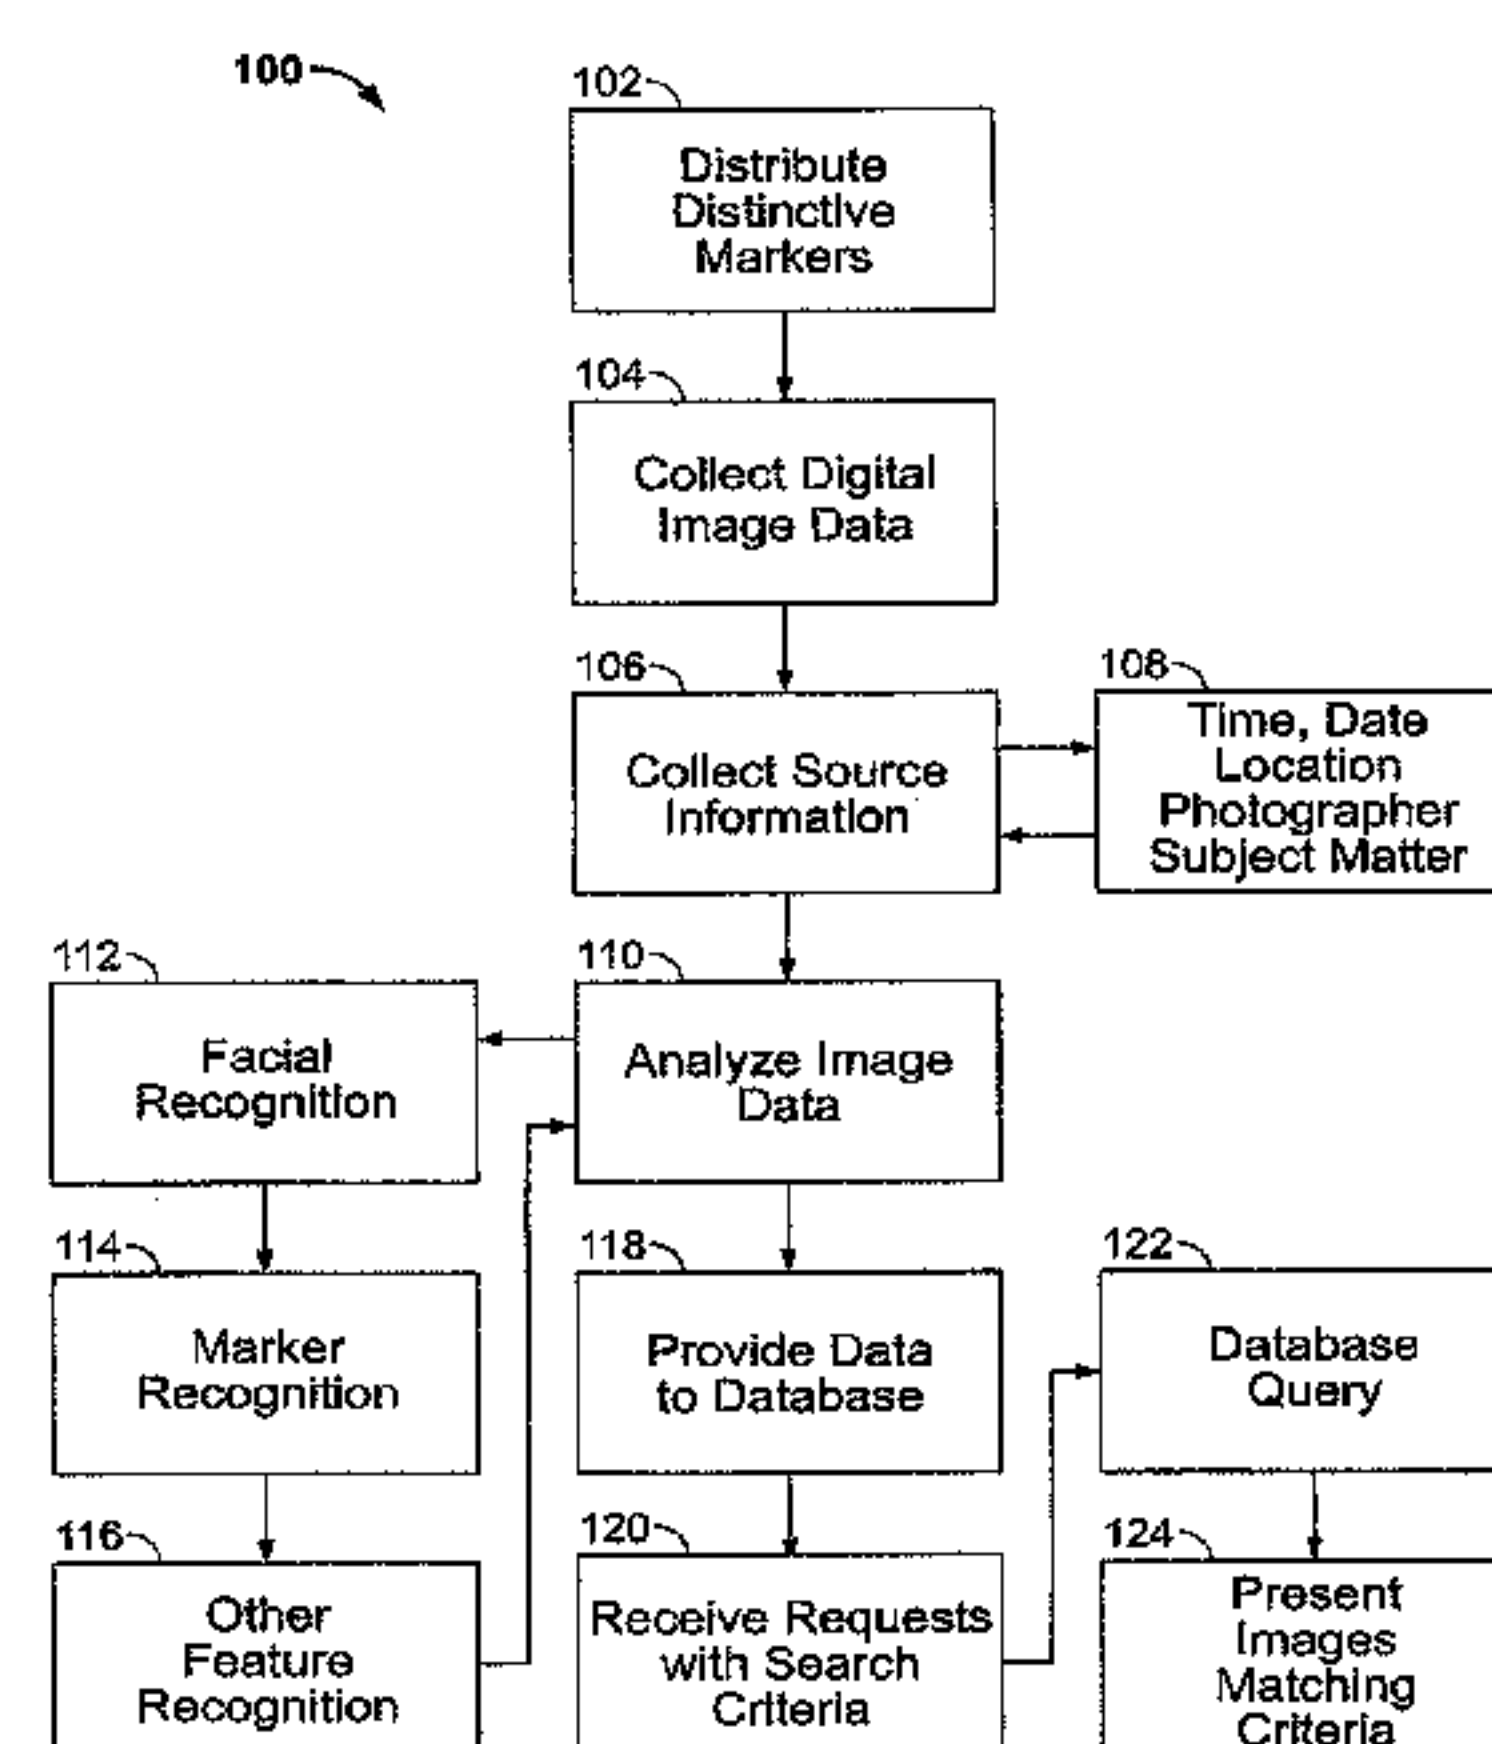 100
102
Distribute
Distinctive
Markers
104
Collect Digital
Image Data
106
Collect Source
Information
108
Time, Date
Location
Photographer
Subject Matter
112
Facial
Recognition
110
Analyze Image
Data
114
Marker
Recognition
118
Provide Data
to Database
122
Database
Query
116
Other
Feature
Recognition
120
Receive Requests
with Search
Criteria
124
Present
Images
Matching
Criteria